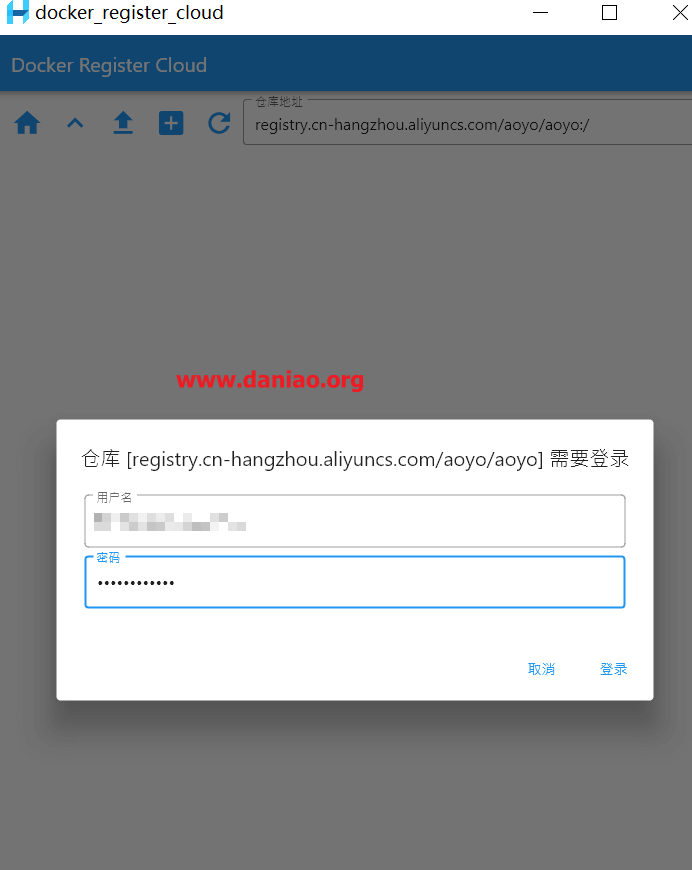 docker_register_cloud
Docker Register Cloud
仓库地址
registry.cn-hangzhou.aliyuncs.com/aoyo/aoyo:/
www.daniao.org
仓库 [registry.cn-hangzhou.aliyuncs.com/aoyo/aoyo] 需要登录
用户名
密码
••••••••••••
取消 登录